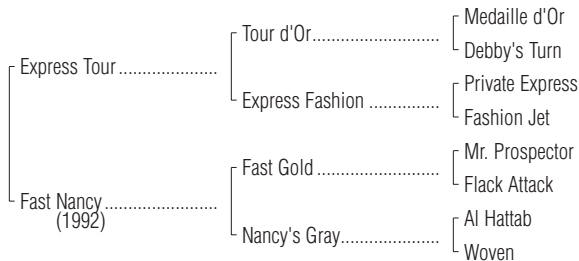 Medaille d'Or
Tour d'Or
Debby's Turn
Express Tour
Private Express
Express Fashion
Fashion Jet
Mr. Prospector
Fast Gold
Flack Attack
Fast Nancy
(1992)
Al Hattab
Nancy's Gray
Woven